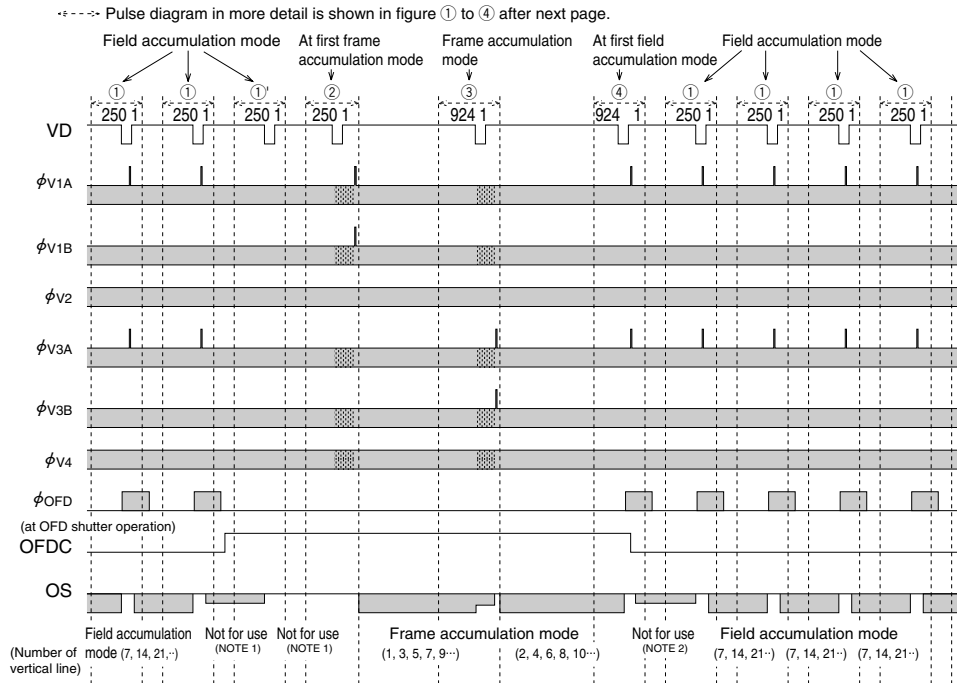 Pulse diagram in more detail is shown in figure ① to ④ after next page.
Field accumulation mode
At first frame accumulation mode
Frame accumulation mode
At first field accumulation mode
Field accumulation mode
① ① ①' ② ③ ④ ① ① ① ①
VD 250 1 250 1 250 1 924 1 924 1 250 1 250 1 250 1 250 1
ϕV1A
ϕV1B
ϕV2
ϕV3A
ϕV3B
ϕV4
ϕOFD
(at OFD shutter operation)
OFDC
OS
(Number of vertical line)
Field accumulation mode (7, 14, 21,··)
Not for use (NOTE 1)
Not for use (NOTE 1)
Frame accumulation mode
(1, 3, 5, 7, 9···) (2, 4, 6, 8, 10···)
Not for use (NOTE 2)
Field accumulation mode
(7, 14, 21··) (7, 14, 21··) (7, 14, 21··)